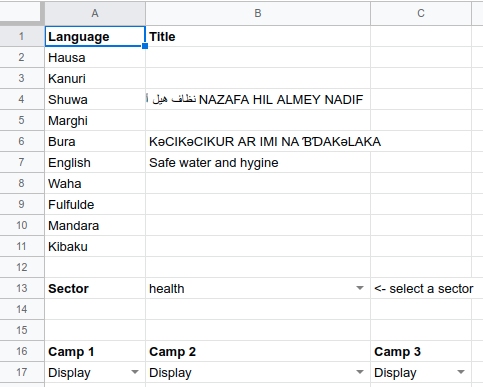 A B C
1 Language Title
2 Hausa
3 Kanuri
4 Shuwa نظاف هيل أ NAZAFA HIL ALMEY NADIF
5 Marghi
6 Bura KəCIKəCIKUR AR IMI NA ƁƊAKəLAKA
7 English Safe water and hygine
8 Waha
9 Fulfulde
10 Mandara
11 Kibaku
12
13 Sector health <- select a sector
14
15
16 Camp 1 Camp 2 Camp 3
17 Display Display Display